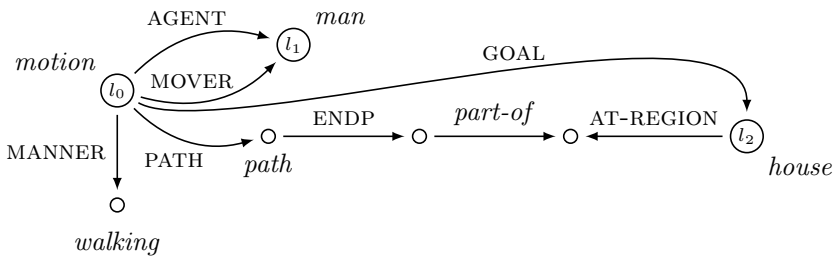 AGENT
man
motion
l₁
GOAL
l₀
MOVER
ENDP
part-of
AT-REGION
l₂
MANNER
PATH
path
house
walking